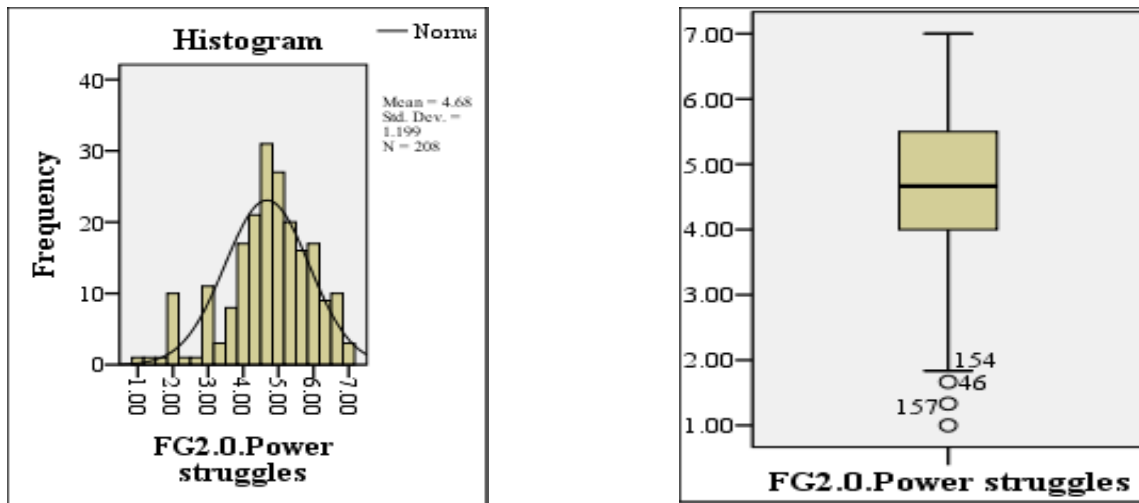 Histogram
Norma
Mean = 4.68
Std. Dev. =
1.199
N = 208
40
30
20
10
0
Frequency
1.00
2.00
3.00
4.00
5.00
6.00
7.00
FG2.0.Power
struggles
7.00
6.00
5.00
4.00
3.00
2.00
1.00
154
46
157
FG2.0.Power struggles